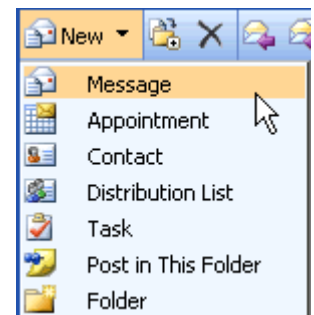 New
Message
Appointment
Contact
Distribution List
Task
Post in This Folder
Folder